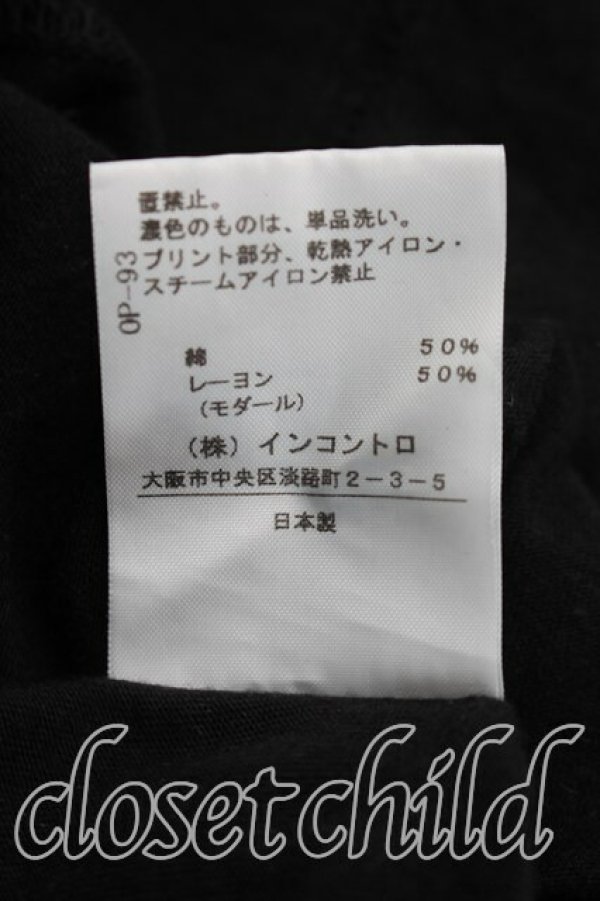 置禁止。
濃色のものは、単品洗い。
プリント部分、乾熱アイロン・
スチームアイロン禁止
OP-93
綿 50%
レーヨン 50%
(モダール)
(株)インコントロ
大阪市中央区淡路町2-3-5
日本製
closet child